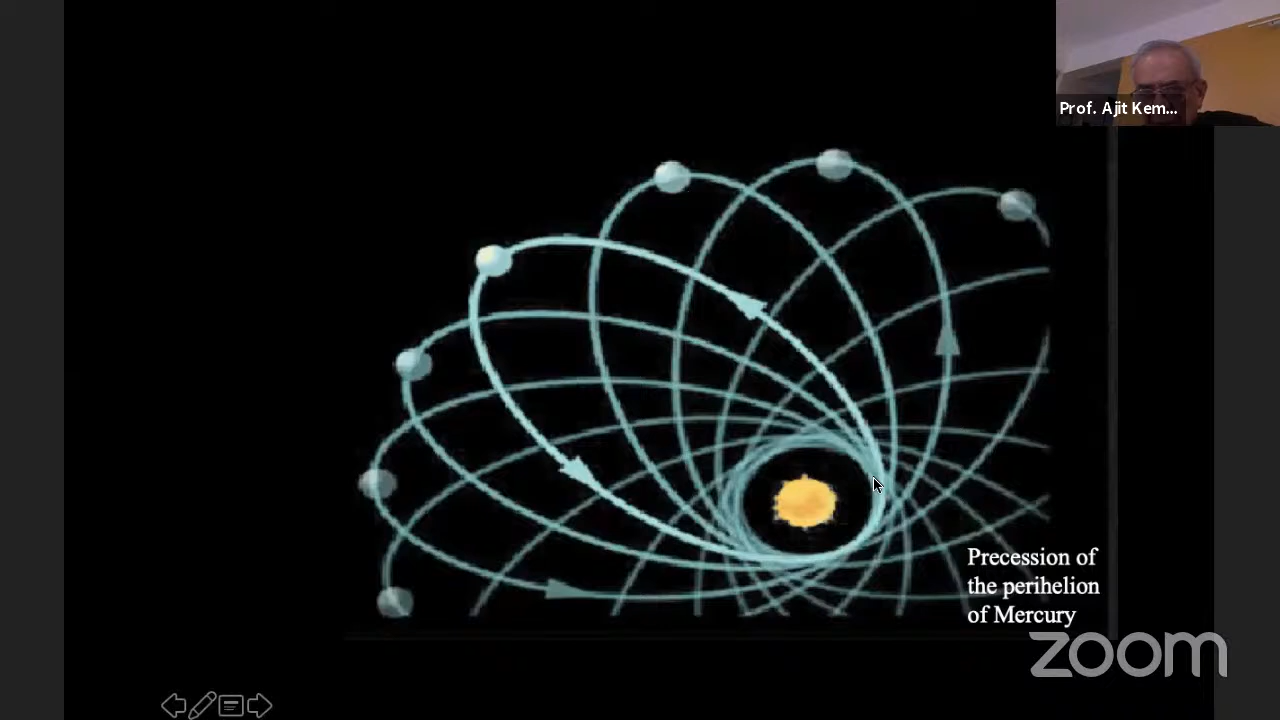 Prof. Ajit Kem...
Precession of
the perihelion
of Mercury
zoom